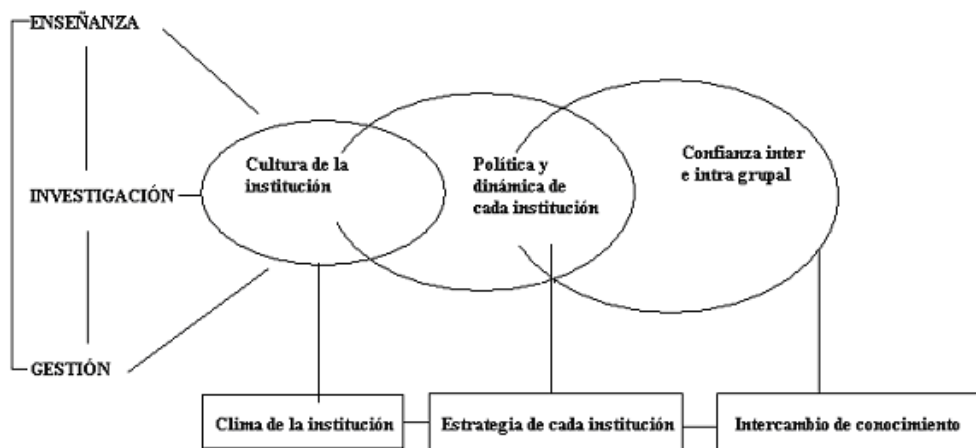 ENSEÑANZA
Cultura de la
institución
Política y
dinámica de
cada institución
Confianza inter
e intra grupal
INVESTIGACIÓN
GESTIÓN
Clima de la institución
Estrategia de cada institución
Intercambio de conocimiento